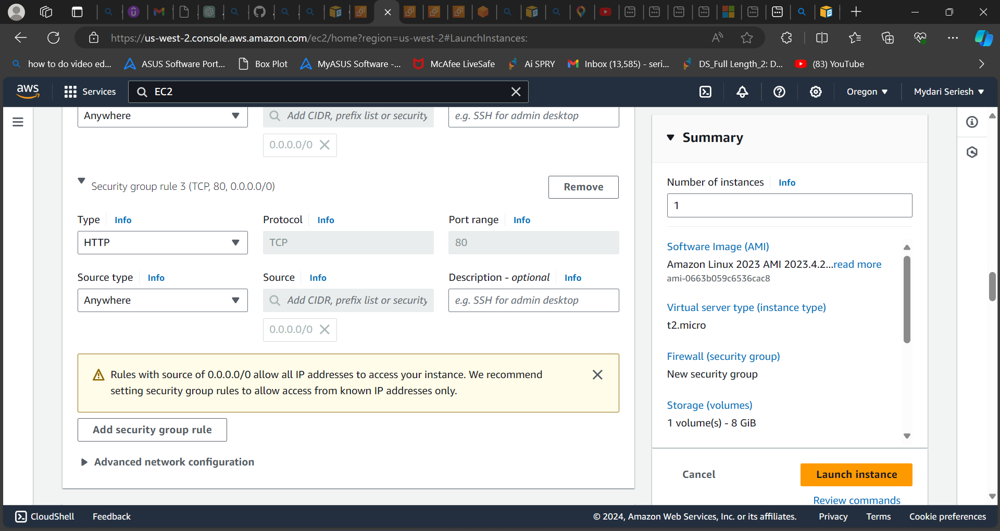 https://us-west-2.console.aws.amazon.com/ec2/home?region=us-west-2#LaunchInstances:
how to do video ed...
ASUS Software Port...
Box Plot
MyASUS Software -...
McAfee LiveSafe
Ai SPRY
Inbox (13,585) - seri...
DS_Full Length_2: D...
(83) YouTube
aws
Services
EC2
Oregon
Mydari Seriesh
Anywhere
Add CIDR, prefix list or security
e.g. SSH for admin desktop
0.0.0.0/0
Security group rule 3 (TCP, 80, 0.0.0.0/0)
Remove
Type Info
Protocol Info
Port range Info
HTTP
TCP
80
Source type Info
Source Info
Description - optional Info
Anywhere
Add CIDR, prefix list or security
e.g. SSH for admin desktop
0.0.0.0/0
Rules with source of 0.0.0.0/0 allow all IP addresses to access your instance. We recommend
setting security group rules to allow access from known IP addresses only.
Add security group rule
Advanced network configuration
Summary
Number of instances Info
1
Software Image (AMI)
Amazon Linux 2023 AMI 2023.4.2...read more
ami-0663b059c6536cac8
Virtual server type (instance type)
t2.micro
Firewall (security group)
New security group
Storage (volumes)
1 volume(s) - 8 GiB
Cancel
Launch instance
Review commands
CloudShell
Feedback
© 2024, Amazon Web Services, Inc. or its affiliates.
Privacy
Terms
Cookie preferences